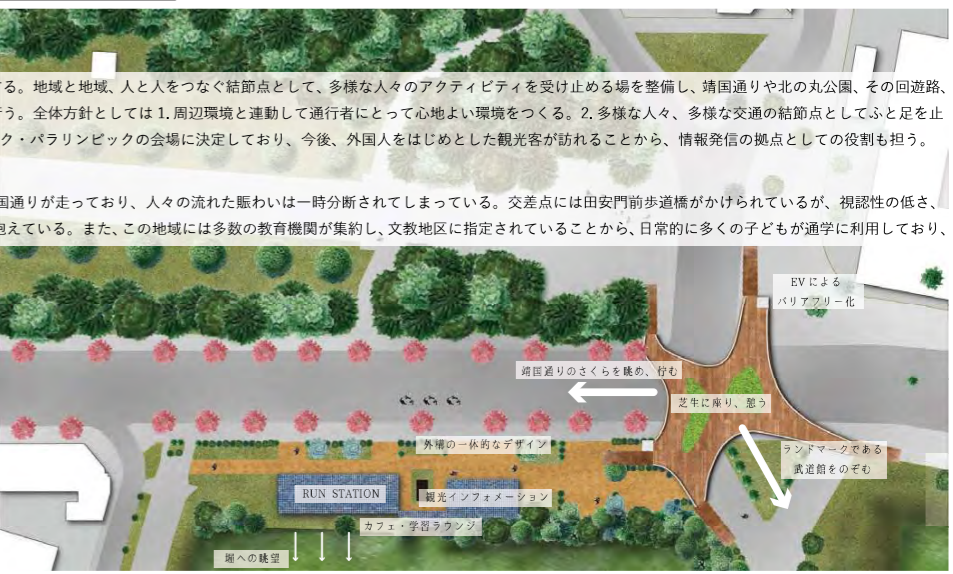 る。地域と地域、人と人をつなぐ結節点として、多様な人々のアクティビティを受け止める場を整備し、靖国通りや北の丸公園、その回遊路、
う。全体方針としては 1. 周辺環境と連動して通行者にとって心地よい環境をつくる。2. 多様な人々、多様な交通の結節点としてふと足を止
ク・パラリンピックの会場に決定しており、今後、外国人をはじめとした観光客が訪れることから、情報発信の拠点としての役割も担う。
国通りが走っており、人々の流れた賑わいは一時分断されてしまっている。交差点には田安門前歩道橋がかけられているが、視認性の低さ、
抱えている。また、この地域には多数の教育機関が集約し、文教地区に指定されていることから、日常的に多くの子どもが通学に利用しており、
EV による
バリアフリー化
靖国通りのさくらを眺め、佇む
芝生に座り、憩う
外構の一体的なデザイン
ランドマークである
武道館をのぞむ
RUN STATION
観光インフォメーション
カフェ・学習ラウンジ
堀への眺望